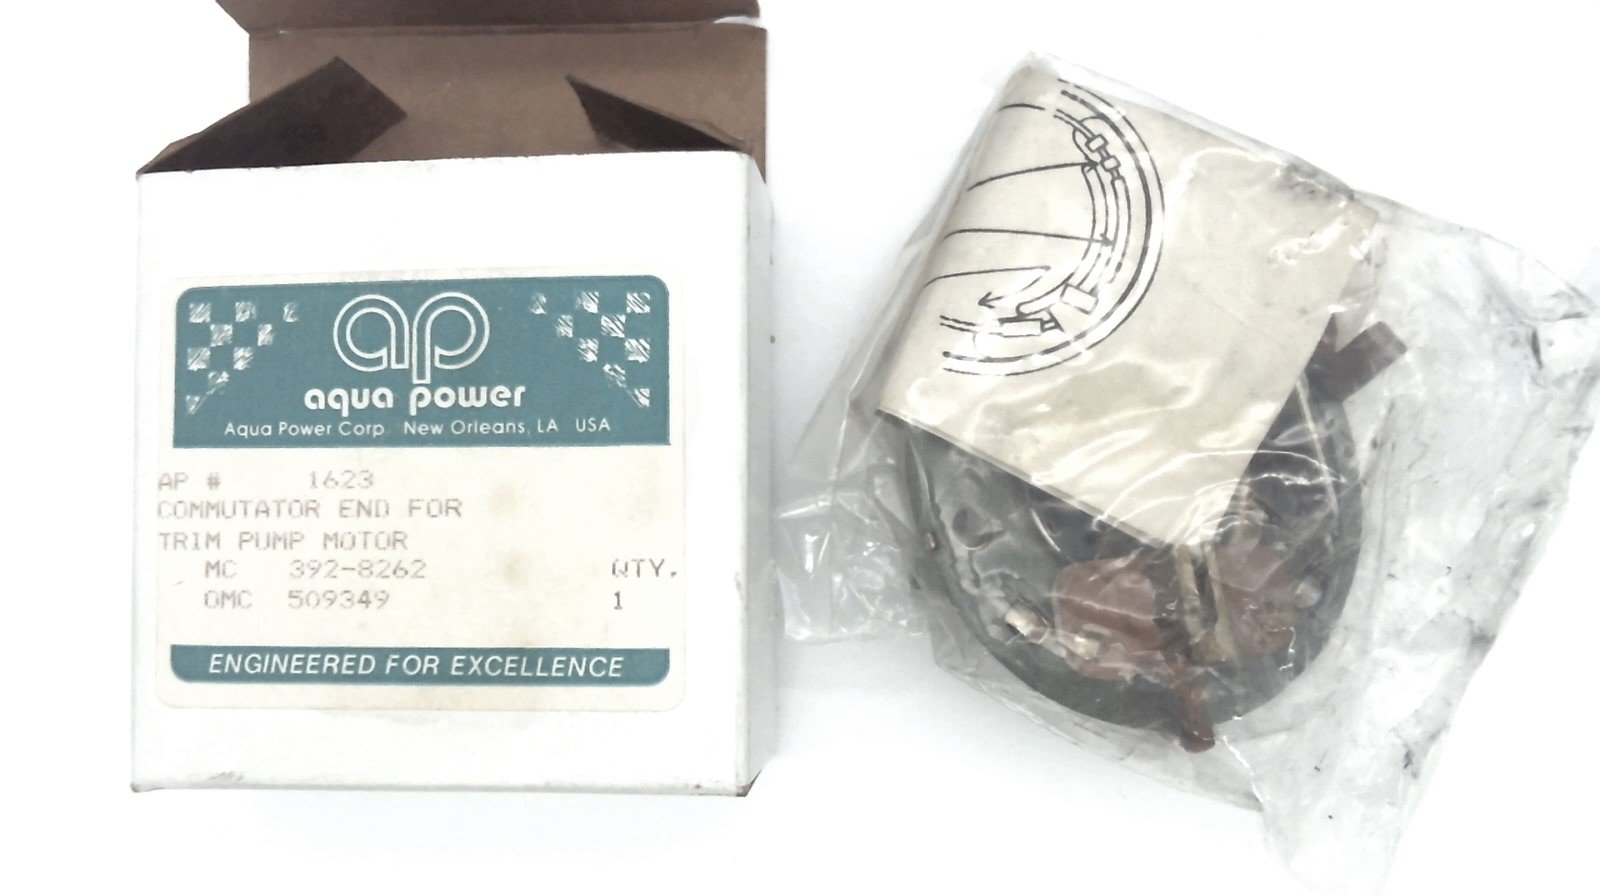 ap
aqua power
Aqua Power Corp. New Orleans, LA USA
AP # 1623
COMMUTATOR END FOR
TRIM PUMP MOTOR
MC 392-8262 QTY.
OMC 509349 1
ENGINEERED FOR EXCELLENCE